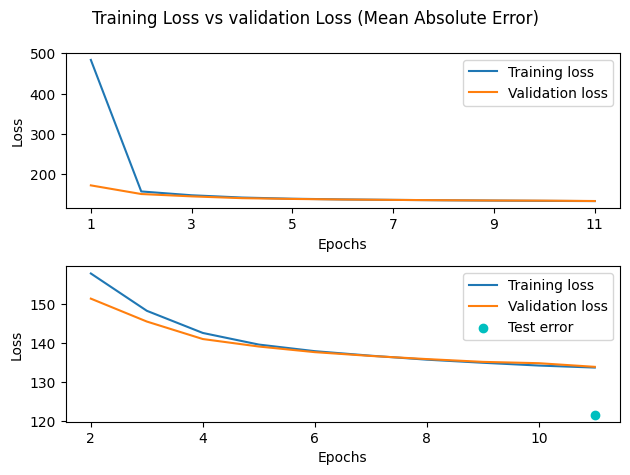 Training Loss vs validation Loss (Mean Absolute Error)
500
400
300
200
Loss
Training loss
Validation loss
1 3 5 7 9 11
Epochs
150
140
130
120
Loss
Training loss
Validation loss
Test error
2 4 6 8 10
Epochs